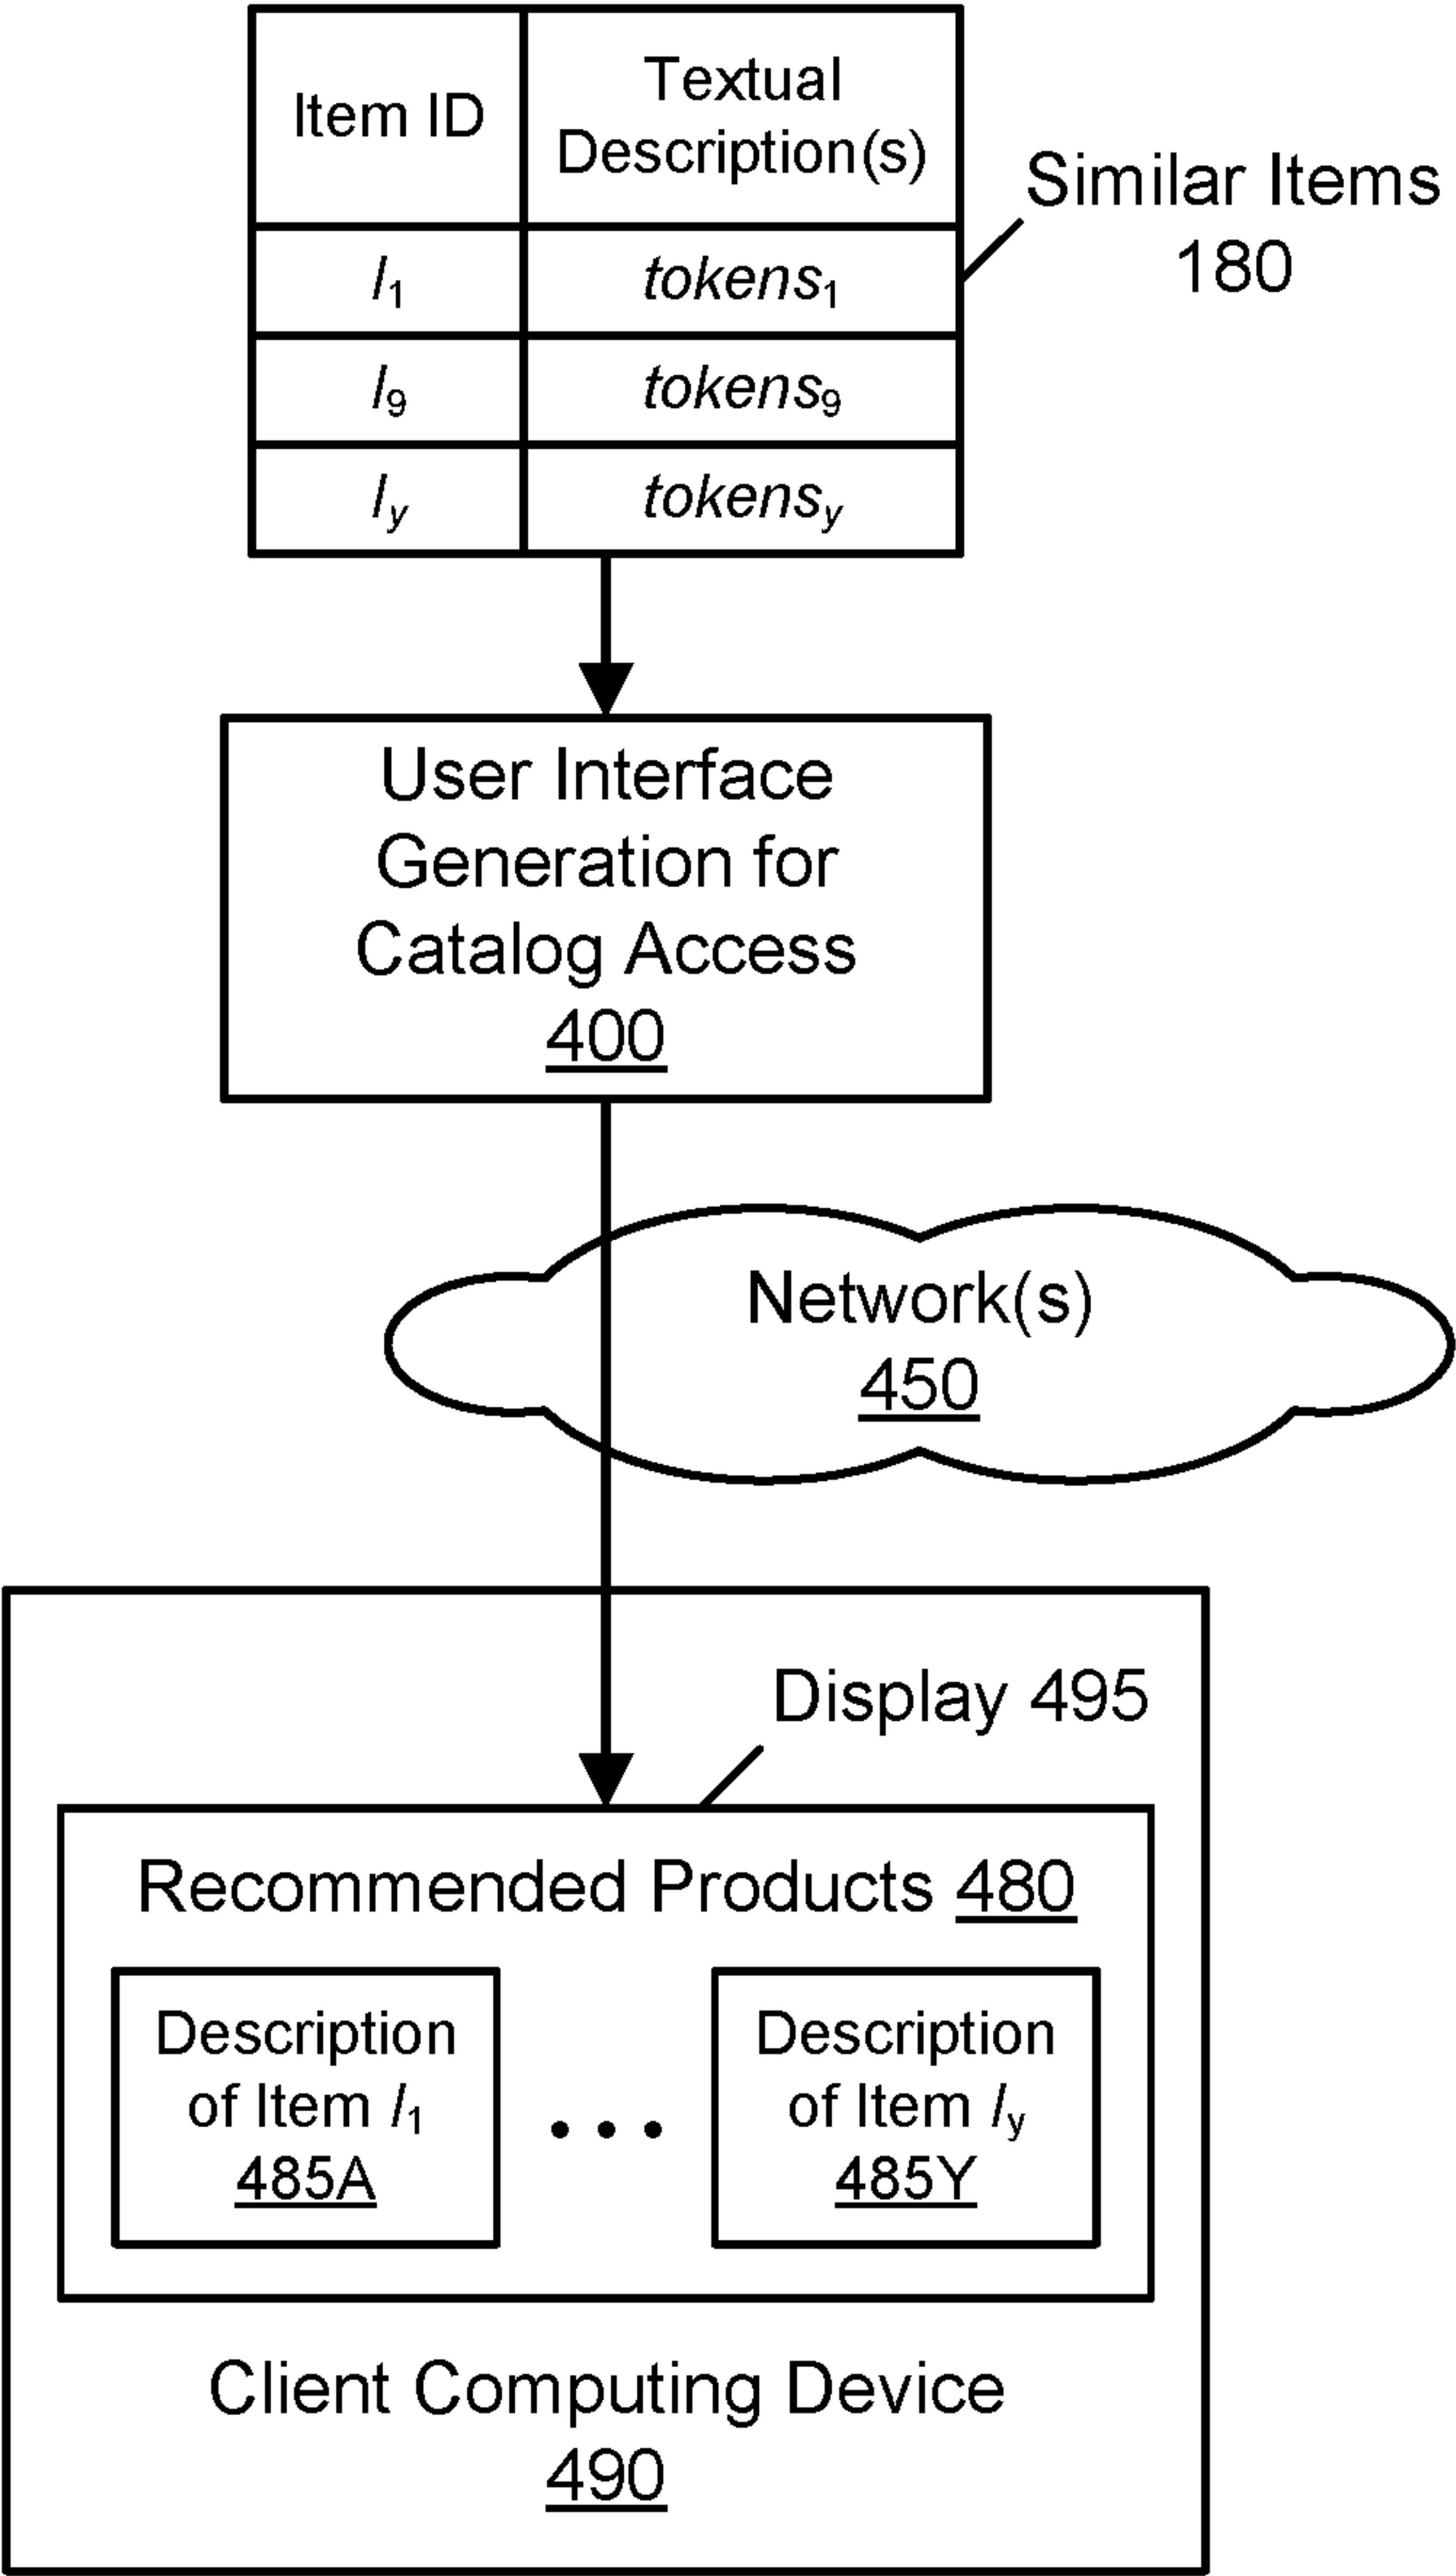 Item ID
Textual
Description(s)
Similar Items
180
I1
tokens1
I9
tokens9
Iy
tokensy
User Interface
Generation for
Catalog Access
400
Network(s)
450
Display 495
Recommended Products 480
Description
of Item I1
485A
• • •
Description
of Item Iy
485Y
Client Computing Device
490